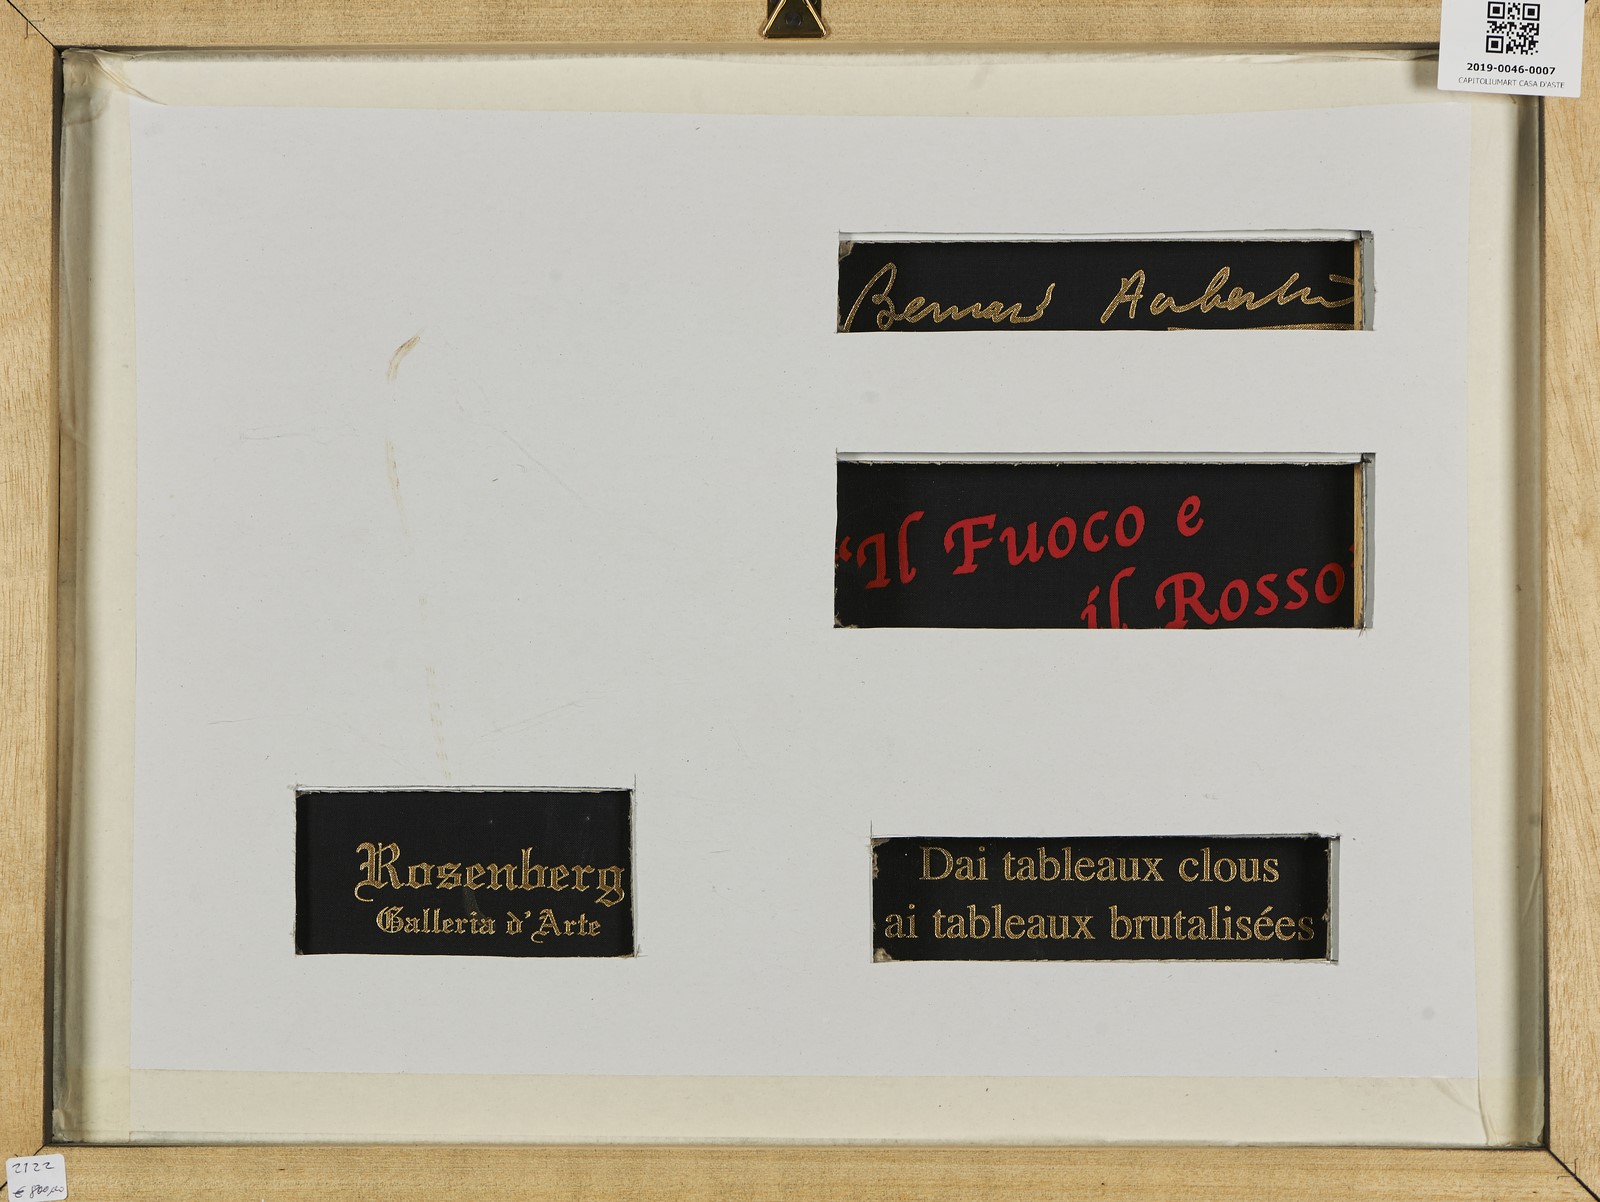 2019-0046-0007
CAPITOLIUMART CASA D'ASTE
Bernard Aubertin
“Il Fuoco e
il Rosso”
Rosenberg
Galleria d'Arte
Dai tableaux clous
ai tableaux brutalisées
2122
€